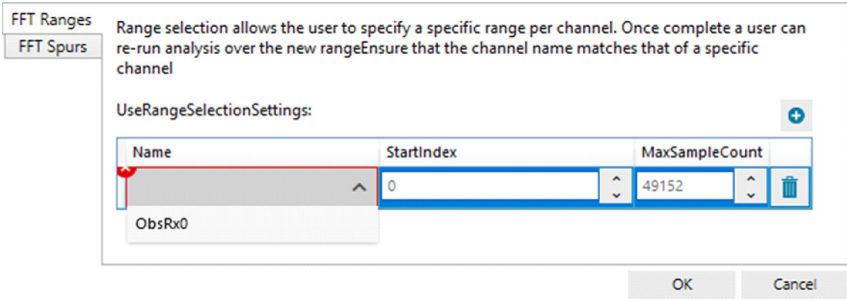 FFT Ranges
FFT Spurs
Range selection allows the user to specify a specific range per channel. Once complete a user can
re-run analysis over the new rangeEnsure that the channel name matches that of a specific
channel
UseRangeSelectionSettings:
Name StartIndex MaxSampleCount
0 49152
ObsRx0
OK Cancel